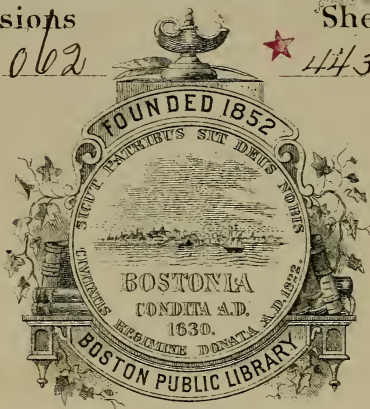 sions
She
062
443
FOUNDED 1852
SICUT PATRIBUS SIT DEUS NOBIS
BOSTONIA
CONDITA A.D.
1630.
CIVITATIS REGIMINE DONATA A.D. 1822.
BOSTON PUBLIC LIBRARY